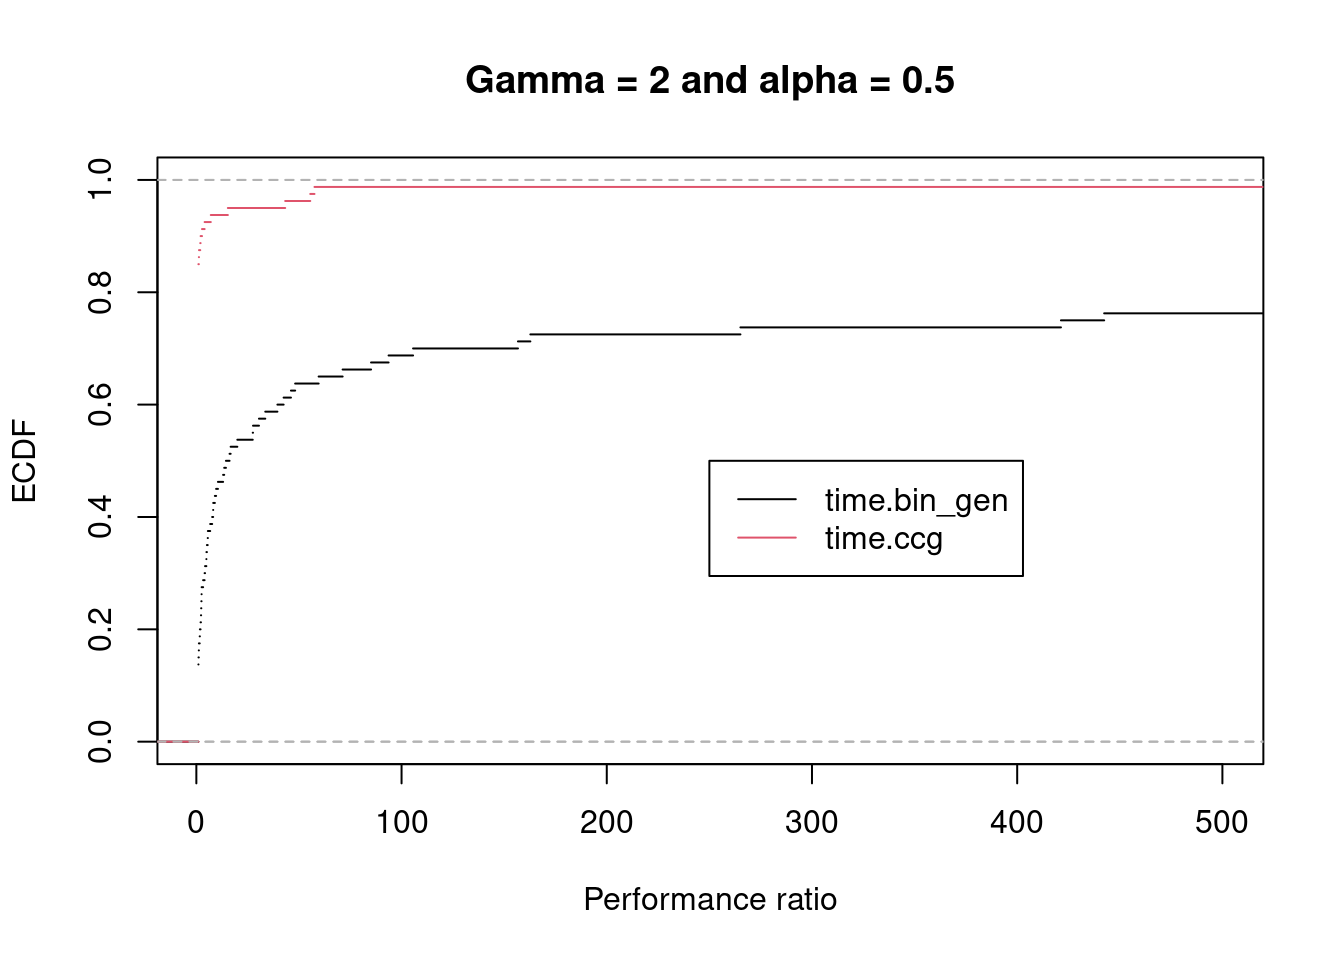 Gamma = 2 and alpha = 0.5
ECDF
1.0
0.8
0.6
0.4
0.2
0.0
time.bin_gen
time.ccg
0 100 200 300 400 500
Performance ratio